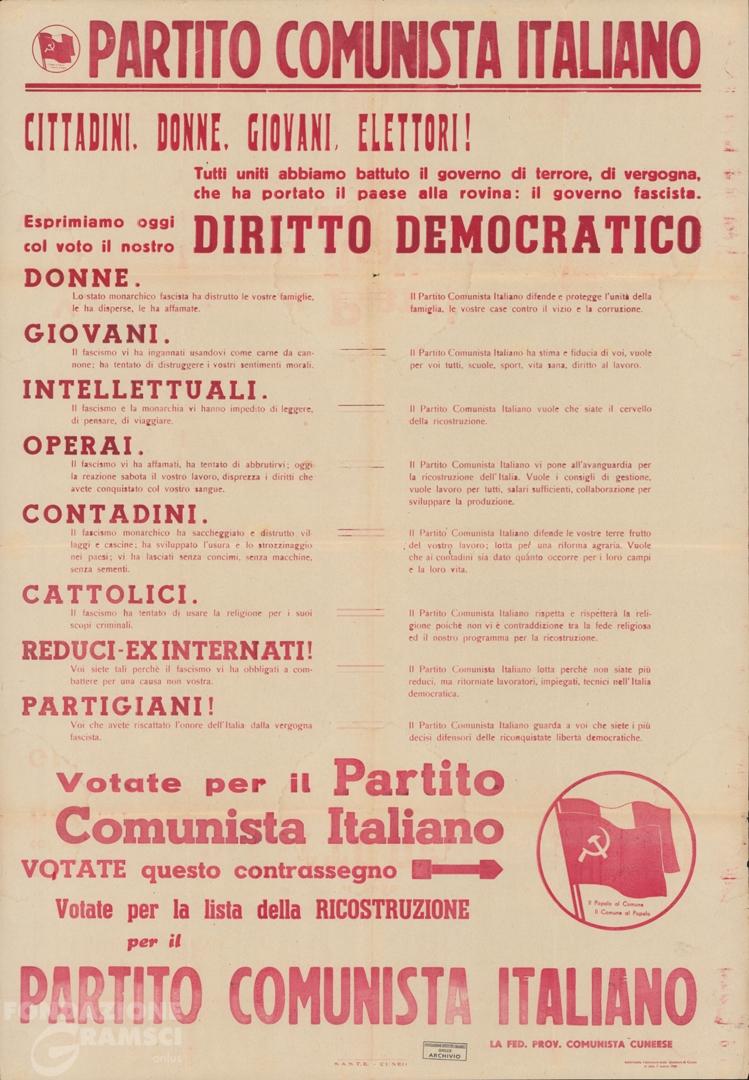 PARTITO COMUNISTA ITALIANO
CITTADINI, DONNE, GIOVANI, ELETTORI!
Tutti uniti abbiamo battuto il governo di terrore, di vergogna,
che ha portato il paese alla rovina: il governo fascista.
Esprimiamo oggi
col voto il nostro
DIRITTO DEMOCRATICO
DONNE.
Lo stato monarchico fascista ha distrutto le vostre famiglie,
le ha disperse, le ha affamate.
Il Partito Comunista Italiano difende e protegge l'unità della
famiglia, le vostre case contro il vizio e la corruzione.
GIOVANI.
Il fascismo vi ha ingannati usandovi come carne da can-
none; ha tentato di distruggere i vostri sentimenti morali.
Il Partito Comunista Italiano ha stima e fiducia di voi, vuole
per voi tutti, scuole, sport, vita sana, diritto al lavoro.
INTELLETTUALI.
Il fascismo e la monarchia vi hanno impedito di leggere,
di pensare, di viaggiare.
Il Partito Comunista Italiano vuole che siate il cervello
della ricostruzione.
OPERAI.
Il fascismo vi ha affamati, ha tentato di abbrutirvi; oggi
la reazione sabota il vostro lavoro, disprezza i diritti che
avete conquistato col vostro sangue.
Il Partito Comunista Italiano vi pone all'avanguardia per
la ricostruzione dell'Italia. Vuole i consigli di gestione,
vuole lavoro per tutti, salari sufficienti, collaborazione per
sviluppare la produzione.
CONTADINI.
Il fascismo monarchico ha saccheggiato e distrutto vil-
laggi e cascine; ha sviluppato l'usura e lo strozzinaggio
nei paesi; vi ha lasciati senza concimi, senza macchine,
senza sementi.
Il Partito Comunista Italiano difende le vostre terre frutto
del vostro lavoro; lotta per una riforma agraria. Vuole
che ai contadini sia dato quanto occorre per i loro campi
e la loro vita.
CATTOLICI.
Il fascismo ha tentato di usare la religione per i suoi
scopi criminali.
Il Partito Comunista Italiano rispetta e rispetterà la reli-
gione poichè non vi è contraddizione tra la fede religiosa
ed il nostro programma per la ricostruzione.
REDUCI-EX INTERNATI!
Voi siete tali perchè il fascismo vi ha obbligati a com-
battere per una causa non vostra.
Il Partito Comunista Italiano lotta perchè non siate più
reduci, ma ritorniate lavoratori, impiegati, tecnici nell'Italia
democratica.
PARTIGIANI!
Voi che avete riscattato l'onore dell'Italia dalla vergogna
fascista.
Il Partito Comunista Italiano guarda a voi che siete i più
decisi difensori delle riconquistate libertà democratiche.
Votate per il Partito
Comunista Italiano
VOTATE questo contrassegno
Il Popolo al Comune
Il Comune al Popolo
Votate per la lista della RICOSTRUZIONE
per il
PARTITO COMUNISTA ITALIANO
FONDAZIONE
GRAMSCI
onlus
LA FED. PROV. COMUNISTA CUNEESE
ARCHIVIO
S.A.S.T.E. - CUNEO